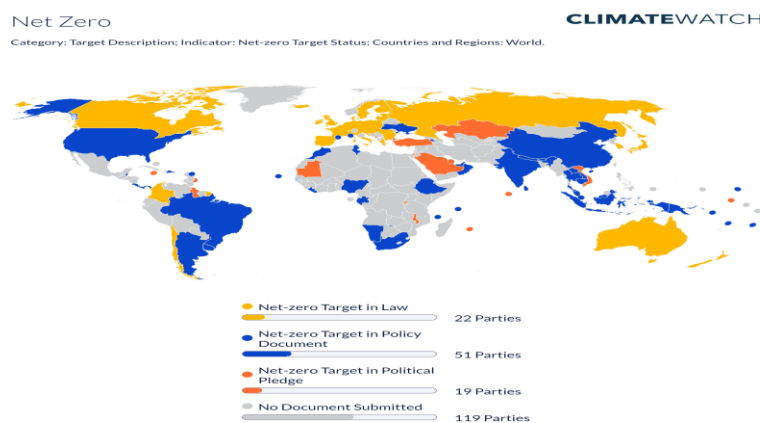 Net Zero
CLIMATEWATCH
Category: Target Description; Indicator: Net-zero Target Status; Countries and Regions: World.
Net-zero Target in Law
22 Parties
Net-zero Target in Policy
Document
51 Parties
Net-zero Target in Political
Pledge
19 Parties
No Document Submitted
119 Parties